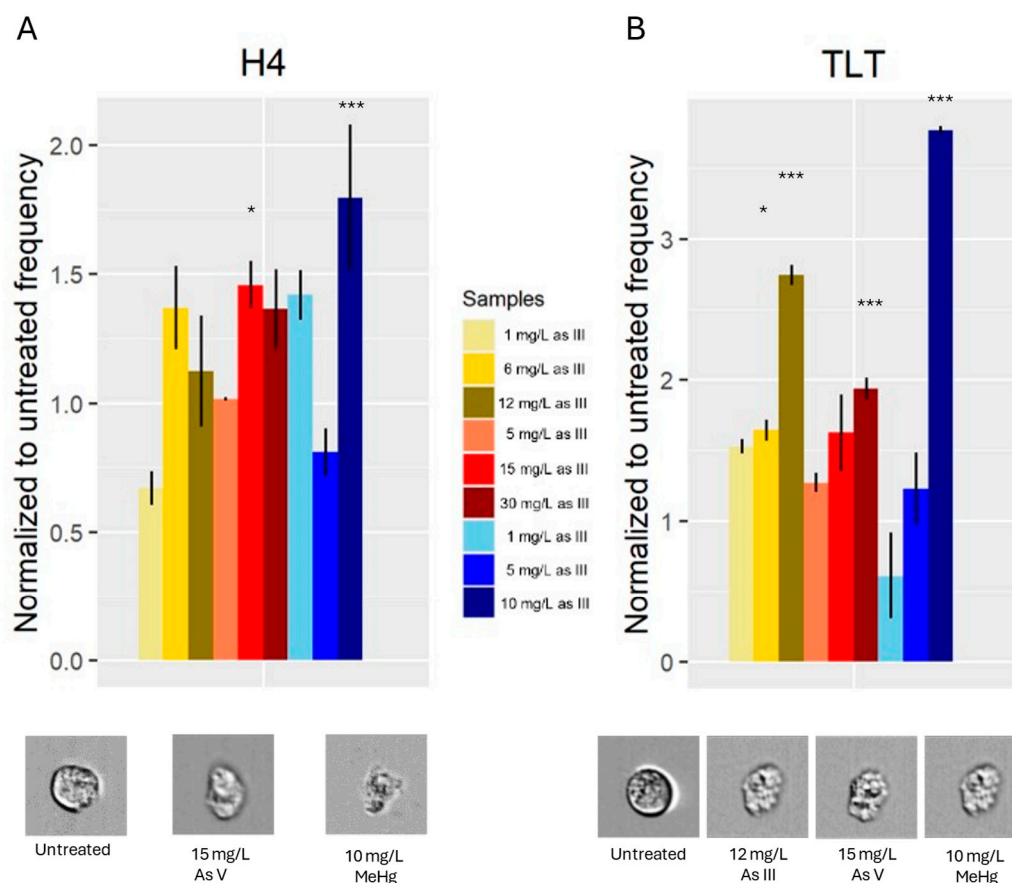 A
B
H4
TLT
Normalized to untreated frequency
2.0
1.5
1.0
0.5
0.0
***
*
Samples
1 mg/L as III
6 mg/L as III
12 mg/L as III
5 mg/L as III
15 mg/L as III
30 mg/L as III
1 mg/L as III
5 mg/L as III
10 mg/L as III
Normalized to untreated frequency
3
2
1
0
***
***
*
***
Untreated
15 mg/L
As V
10 mg/L
MeHg
Untreated
12 mg/L
As III
15 mg/L
As V
10 mg/L
MeHg